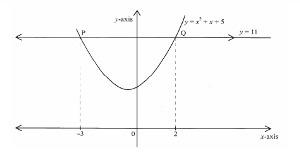 y-axis
y = x² + x + 5
P
Q
y = 11
-3
0
2
x-axis